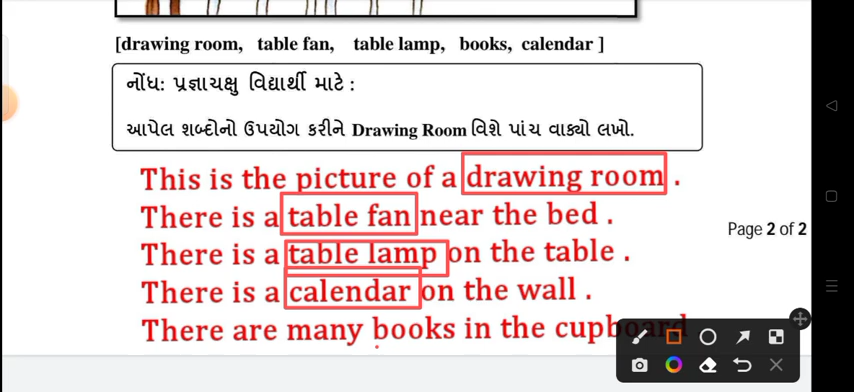 [drawing room, table fan, table lamp, books, calendar ]
નોંધ: પ્રજ્ઞાચક્ષુ વિદ્યાર્થી માટે :
આપેલ શબ્દોનો ઉપયોગ કરીને Drawing Room વિશે પાંચ વાક્યો લખો.
This is the picture of a drawing room .
There is a table fan near the bed .
Page 2 of 2
There is a table lamp on the table .
There is a calendar on the wall .
There are many books in the cupboard